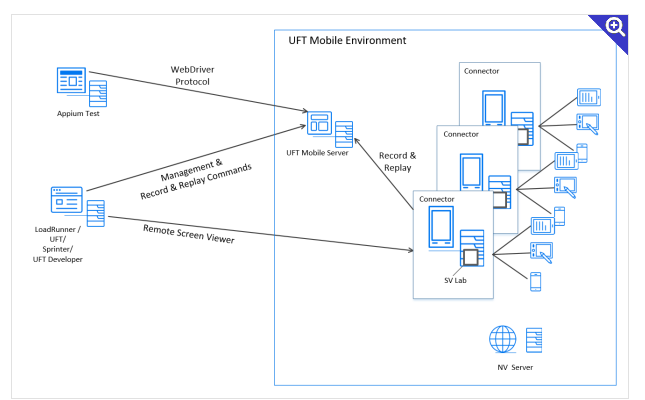 UFT Mobile Environment
WebDriver
Protocol
Appium Test
UFT Mobile Server
Management &
Record & Replay Commands
Record &
Replay
Remote Screen Viewer
LoadRunner /
UFT/
Sprinter/
UFT Developer
Connector
Connector
Connector
SV Lab
NV Server